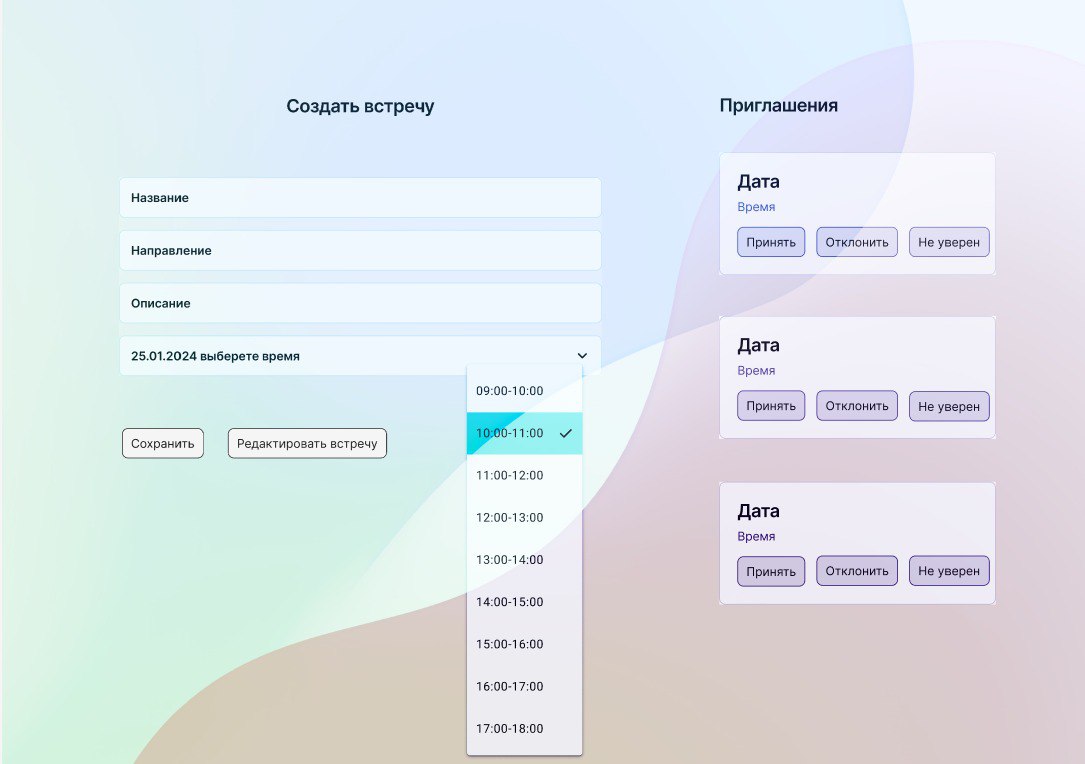 Создать встречу
Название
Направление
Описание
25.01.2024 выберете время
09:00-10:00
10:00-11:00
11:00-12:00
12:00-13:00
13:00-14:00
14:00-15:00
15:00-16:00
16:00-17:00
17:00-18:00
Сохранить
Редактировать встречу
Приглашения
Дата
Время
Принять Отклонить Не уверен
Дата
Время
Принять Отклонить Не уверен
Дата
Время
Принять Отклонить Не уверен